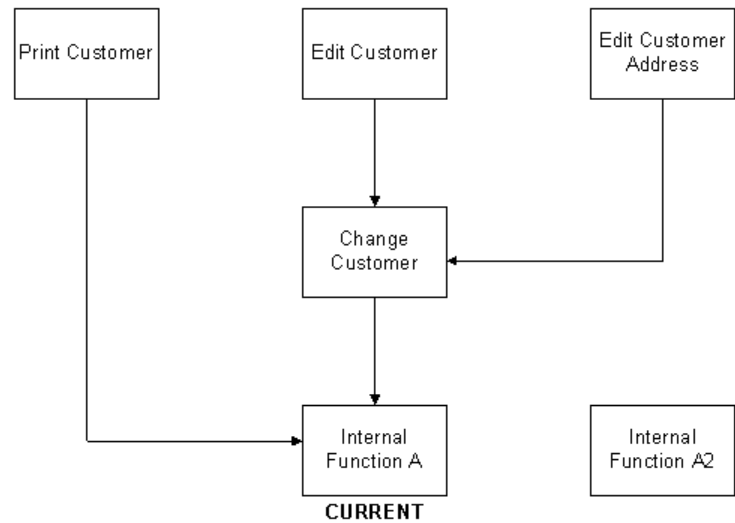 Print Customer
Edit Customer
Edit Customer
Address
Change
Customer
Internal
Function A
Internal
Function A2
CURRENT